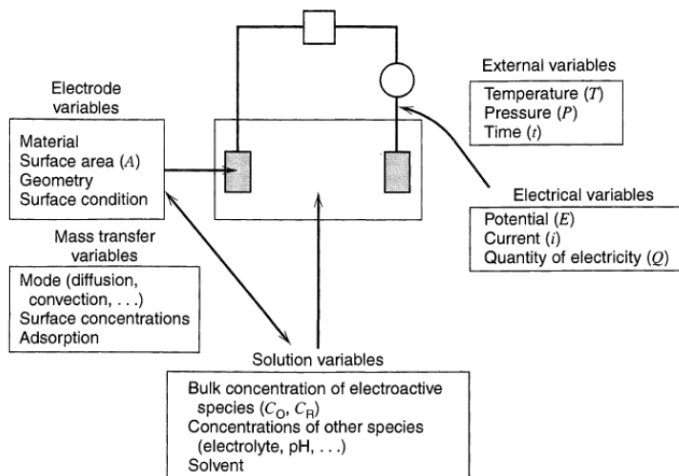 Electrode
variables
Material
Surface area (A)
Geometry
Surface condition
Mass transfer
variables
Mode (diffusion,
convection, . . .)
Surface concentrations
Adsorption
External variables
Temperature (T)
Pressure (P)
Time (t)
Electrical variables
Potential (E)
Current (i)
Quantity of electricity (Q)
Solution variables
Bulk concentration of electroactive
species (C_O, C_R)
Concentrations of other species
(electrolyte, pH, . . .)
Solvent